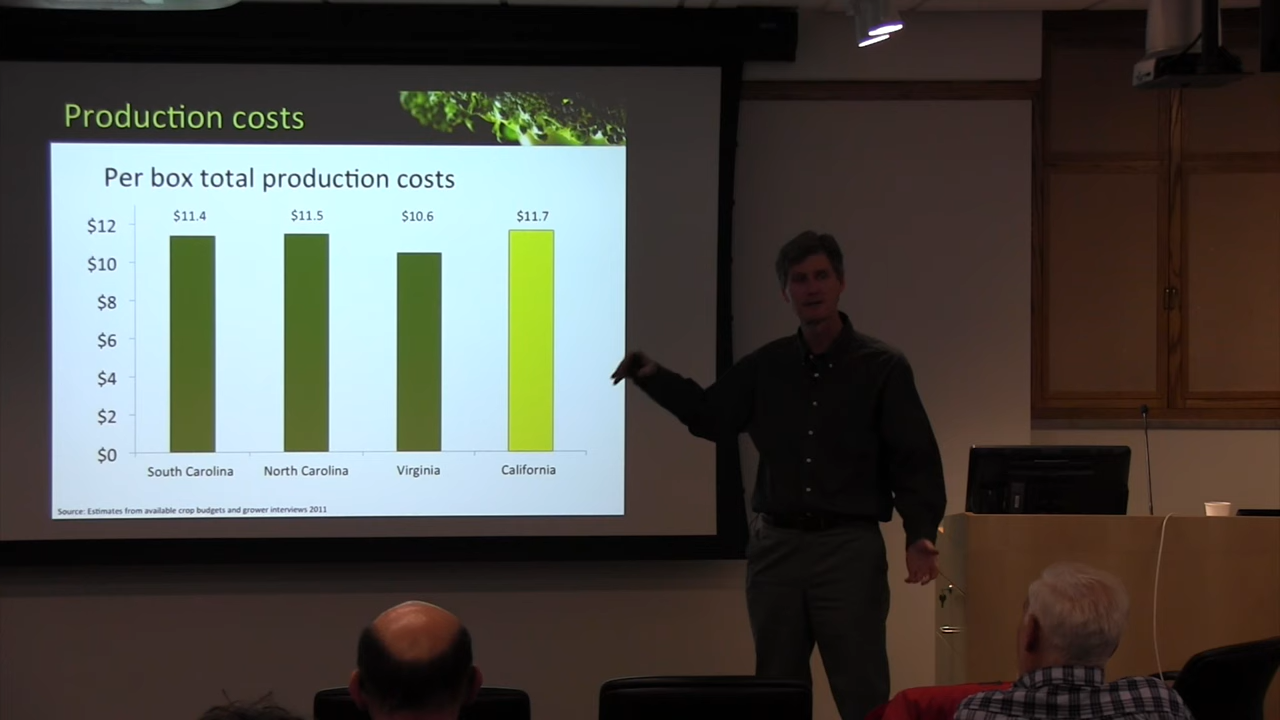 Production costs
Per box total production costs
$11.4 $11.5 $10.6 $11.7
$12
$10
$8
$6
$4
$2
$0
South Carolina North Carolina Virginia California
Source: Estimates from available crop budgets and grower interviews 2011